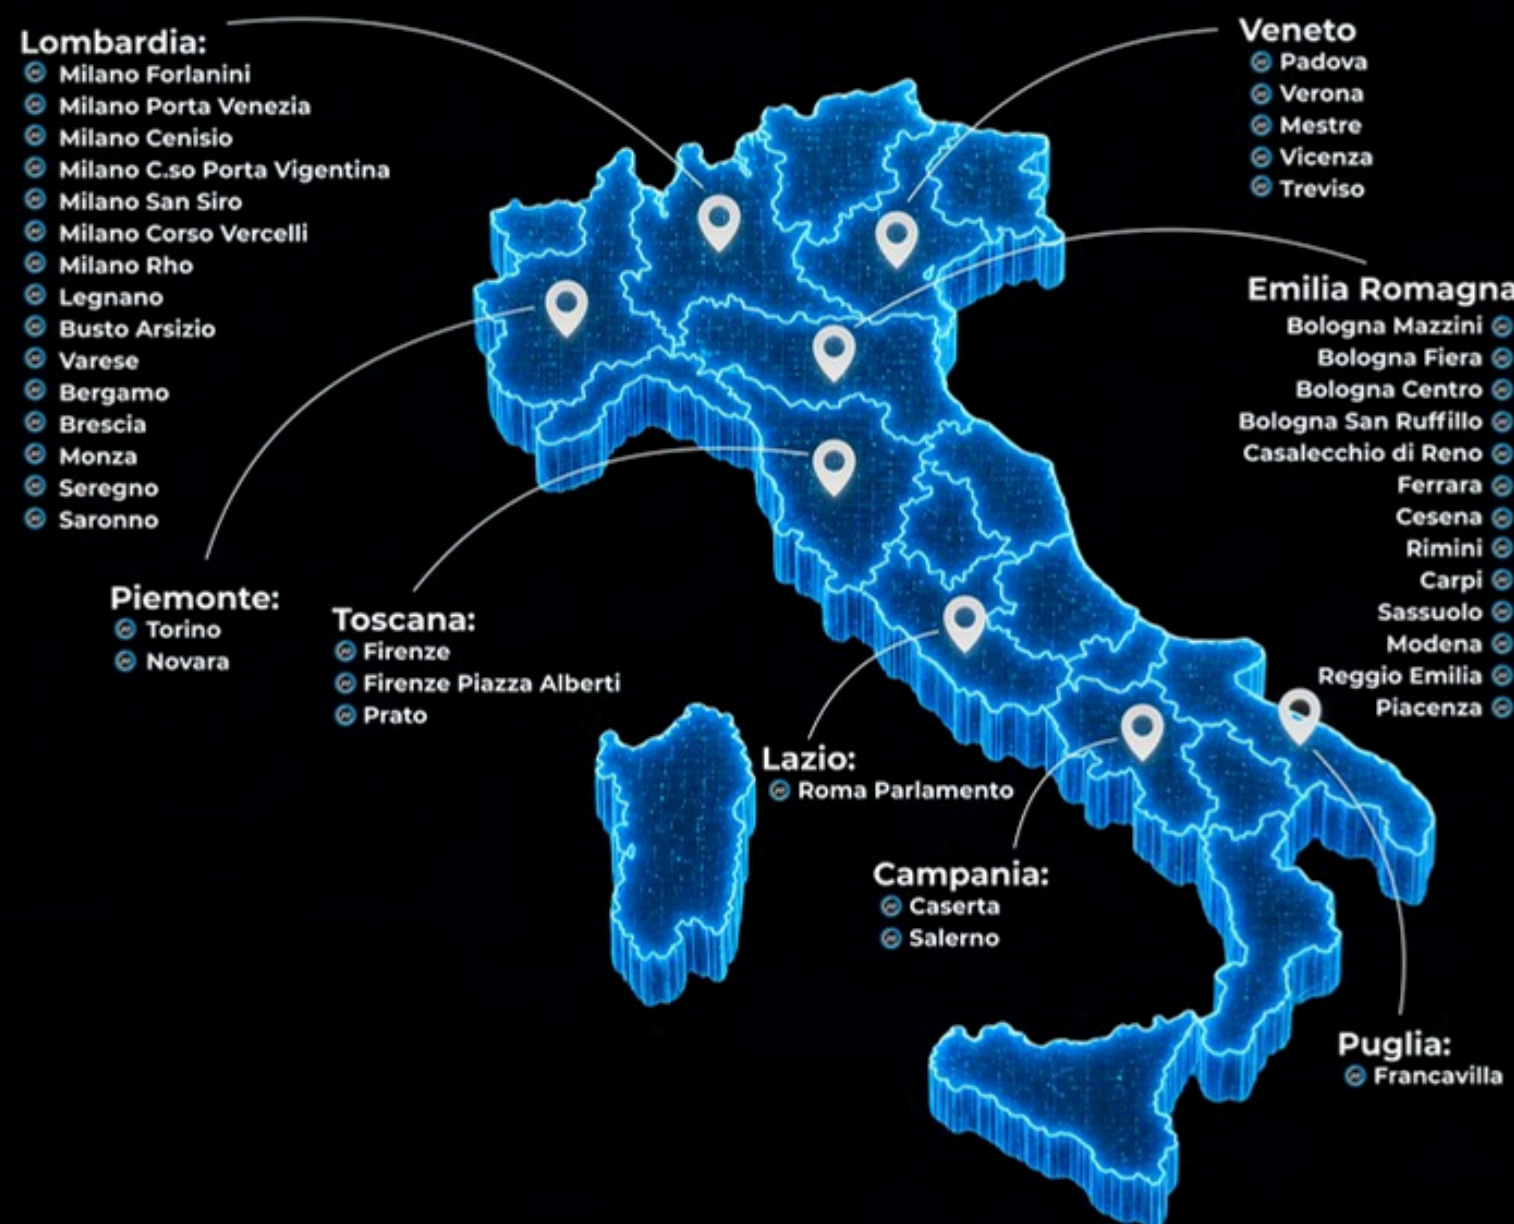 Lombardia:
Milano Forlanini
Milano Porta Venezia
Milano Cenisio
Milano C.so Porta Vigentina
Milano San Siro
Milano Corso Vercelli
Milano Rho
Legnano
Busto Arsizio
Varese
Bergamo
Brescia
Monza
Seregno
Saronno
Piemonte:
Torino
Novara
Toscana:
Firenze
Firenze Piazza Alberti
Prato
Lazio:
Roma Parlamento
Campania:
Caserta
Salerno
Veneto
Padova
Verona
Mestre
Vicenza
Treviso
Emilia Romagna
Bologna Mazzini
Bologna Fiera
Bologna Centro
Bologna San Ruffillo
Casalecchio di Reno
Ferrara
Cesena
Rimini
Carpi
Sassuolo
Modena
Reggio Emilia
Piacenza
Puglia:
Francavilla